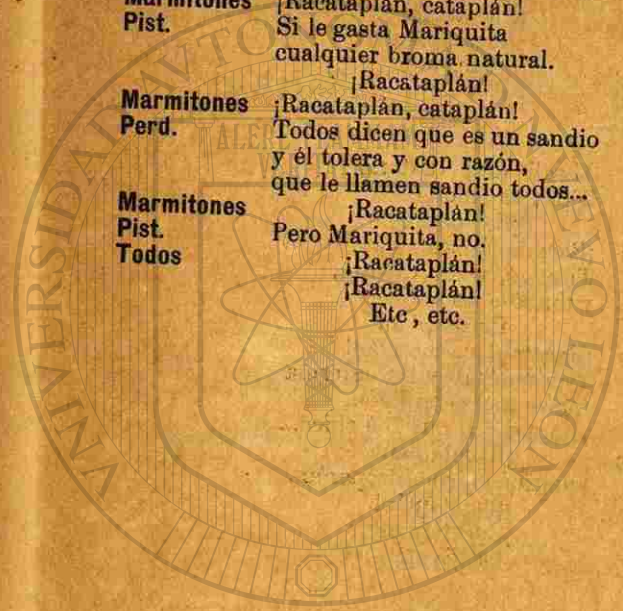 Marmitones ¡Racataplán, cataplán!
Pist. Si le gasta Mariquita
cualquier broma natural.
¡Racataplán!
Marmitones ¡Racataplán, cataplán!
Perd. Todos dicen que es un sandio
y él tolera y con razón,
que le llamen sandio todos...
Marmitones ¡Racataplán!
Pist. Pero Mariquita, no.
Todos ¡Racataplán!
¡Racataplán!
Etc , etc.